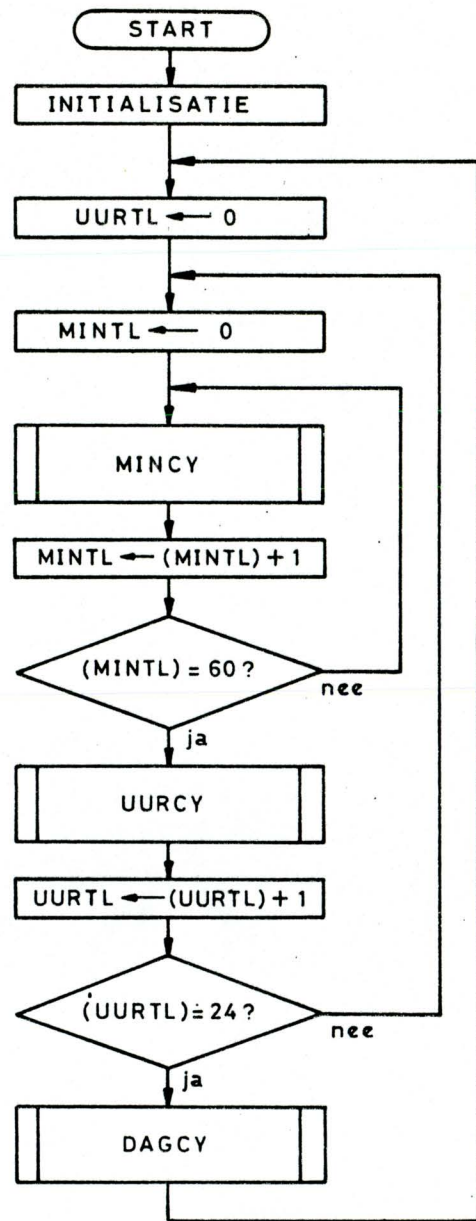 START
INITIALISATIE
UURTL ← 0
MINTL ← 0
MINCY
MINTL ← (MINTL) + 1
(MINTL) = 60 ?
nee
ja
UURCY
UURTL ← (UURTL) + 1
(UURTL) = 24 ?
nee
ja
DAGCY